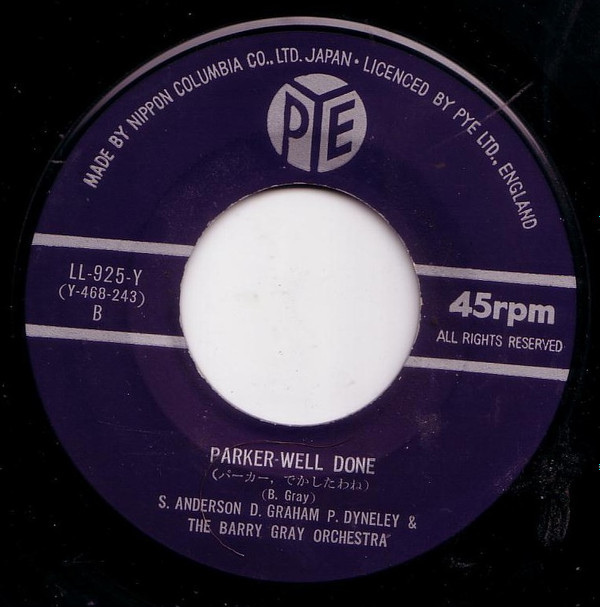 MADE BY NIPPON COLUMBIA CO., LTD. JAPAN • LICENCED BY PYE LTD., ENGLAND
PYE
LL-925-Y
(Y-468-243)
B
45rpm
ALL RIGHTS RESERVED
PARKER-WELL DONE
(パーカー、でかしたわね)
(B. Gray)
S. ANDERSON D. GRAHAM P. DYNELEY &
THE BARRY GRAY ORCHESTRA